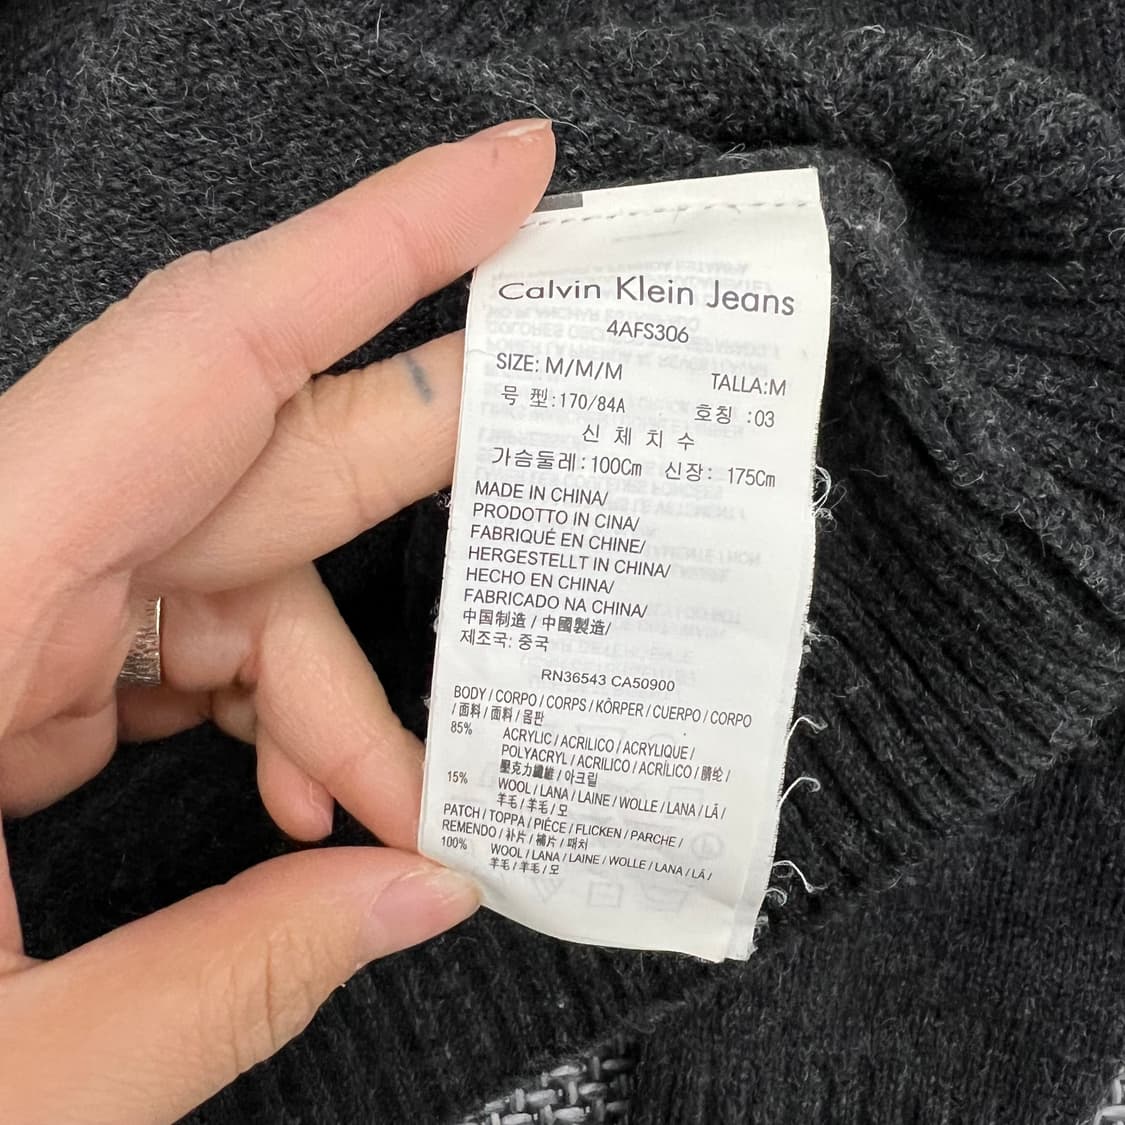 Calvin Klein Jeans
4AFS306
SIZE: M/M/M TALLA:M
号 型:170/84A 호칭 :03
신 체 치 수
가슴둘레:100Cm 신장: 175Cm
MADE IN CHINA/
PRODOTTO IN CINA/
FABRIQUÉ EN CHINE/
HERGESTELLT IN CHINA/
HECHO EN CHINA/
FABRICADO NA CHINA/
中国制造 / 中國製造/
제조국: 중국
RN36543 CA50900
BODY / CORPO / CORPS / KÖRPER / CUERPO / CORPO
/ 面料 / 面料 / 몸판
85% ACRYLIC / ACRILICO / ACRYLIQUE /
POLYACRYL / ACRILICO / ACRÍLICO / 腈纶 /
壓克力纖維 / 아크릴
15% WOOL / LANA / LAINE / WOLLE / LANA / LÃ /
羊毛 / 羊毛 / 모
PATCH / TOPPA / PIÈCE / FLICKEN / PARCHE /
REMENDO / 补片 / 補片 / 패치
100% WOOL / LANA / LAINE / WOLLE / LANA / LÃ /
羊毛 / 羊毛 / 모